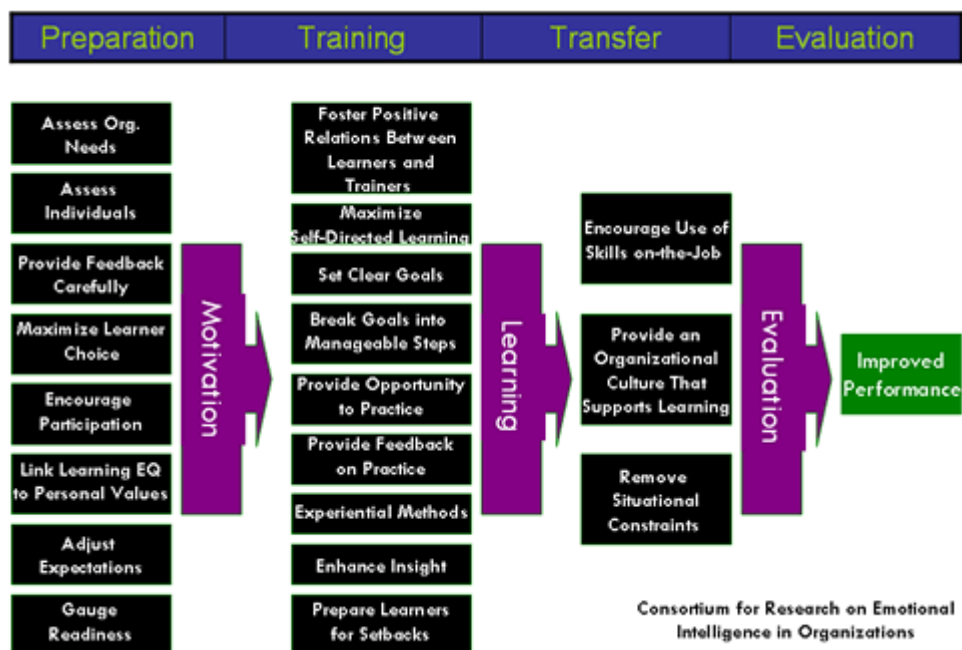 Preparation
Training
Transfer
Evaluation
Assess Org.
Needs
Assess
Individuals
Provide Feedback
Carefully
Maximize Learner
Choice
Encourage
Participation
Link Learning EQ
to Personal Values
Adjust
Expectations
Gauge
Readiness
Motivation
Foster Positive
Relations Between
Learners and
Trainers
Maximize
Self-Directed Learning
Set Clear Goals
Break Goals into
Manageable Steps
Provide Opportunity
to Practice
Provide Feedback
on Practice
Experiential Methods
Enhance Insight
Prepare Learners
for Setbacks
Learning
Encourage Use of
Skills on-the-Job
Provide an
Organizational
Culture That
Supports Learning
Remove
Situational
Constraints
Evaluation
Improved
Performance
Consortium for Research on Emotional
Intelligence in Organizations